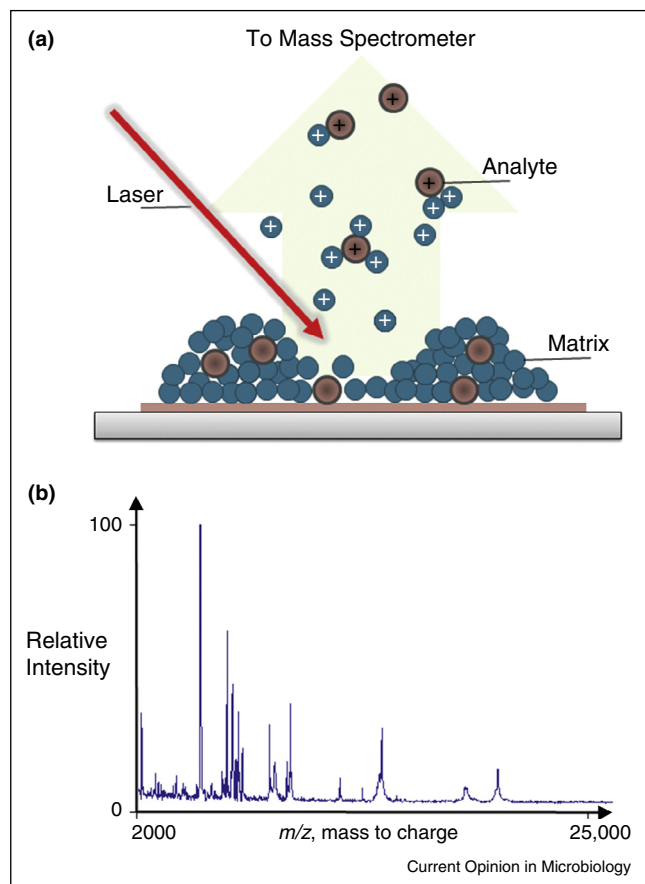 (a)
To Mass Spectrometer
+
+
+
+
+
Analyte
+
+
Laser
+
+
+
+
+
+
+
+
+
Matrix
(b)
100
Relative
Intensity
0
2000
m/z, mass to charge
25,000
Current Opinion in Microbiology